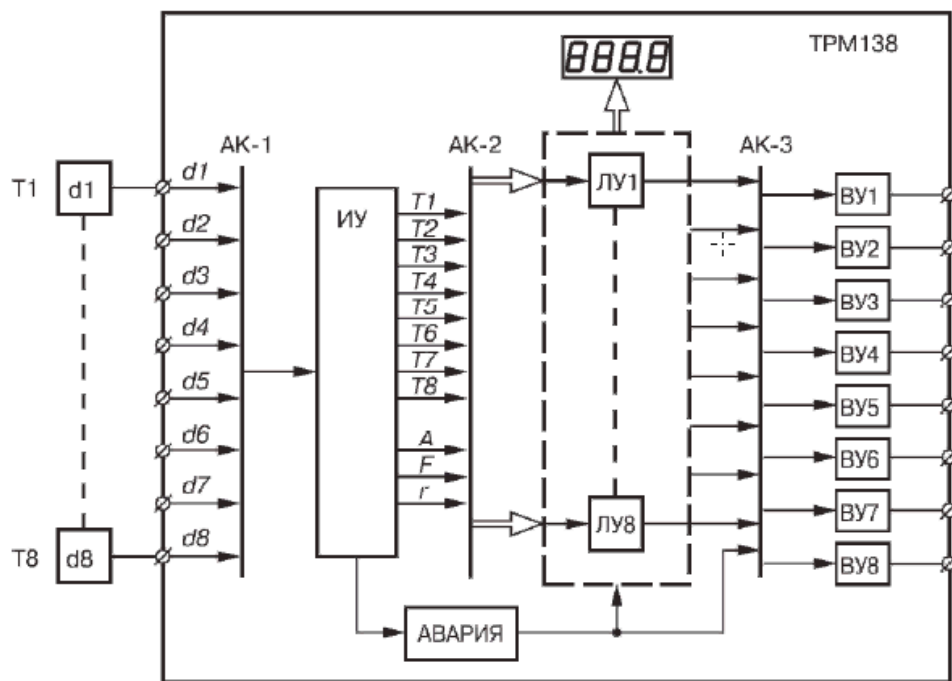 888.8
ТРМ138
АК-1
АК-2
АК-3
Т1
d1
d1
d2
d3
d4
d5
d6
d7
d8
Т8
d8
ИУ
T1
T2
T3
T4
T5
T6
T7
T8
A
F
r
ЛУ1
ЛУ8
ВУ1
ВУ2
ВУ3
ВУ4
ВУ5
ВУ6
ВУ7
ВУ8
АВАРИЯ